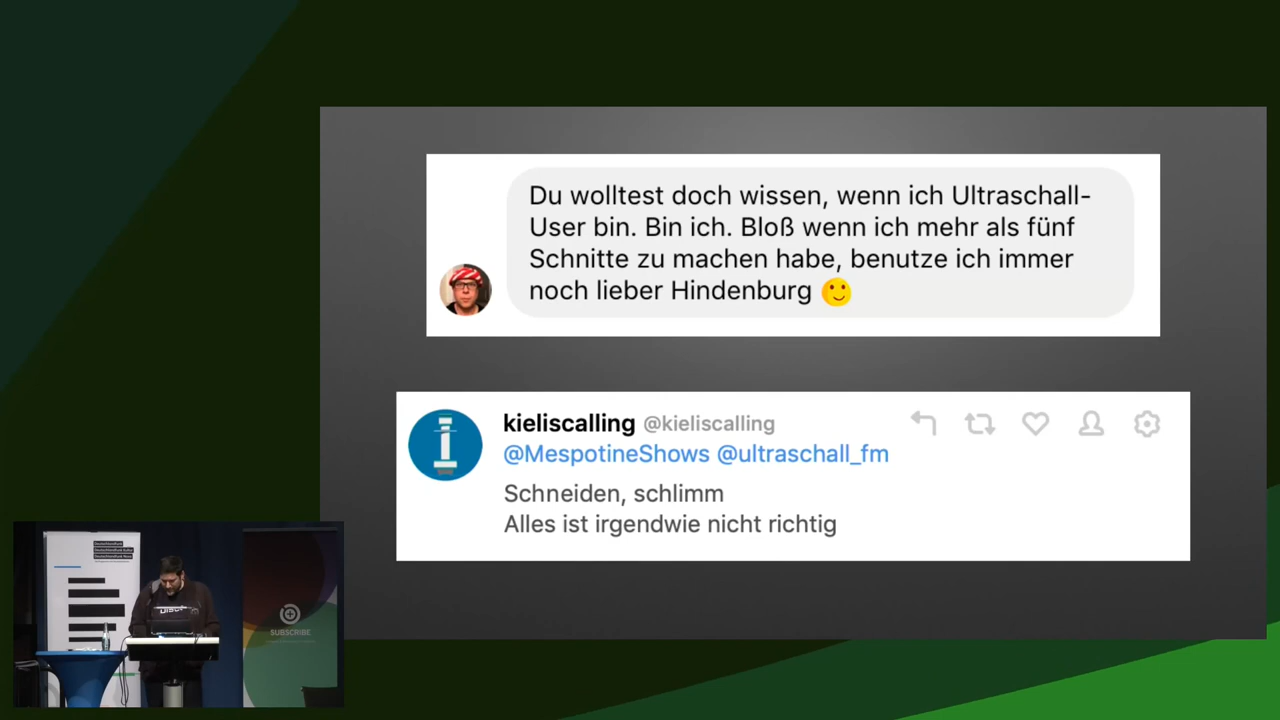 Du wolltest doch wissen, wenn ich Ultraschall-
User bin. Bin ich. Bloß wenn ich mehr als fünf
Schnitte zu machen habe, benutze ich immer
noch lieber Hindenburg
kieliscalling @kieliscalling
@MespotineShows @ultraschall_fm
Schneiden, schlimm
Alles ist irgendwie nicht richtig
SUBSCRIBE